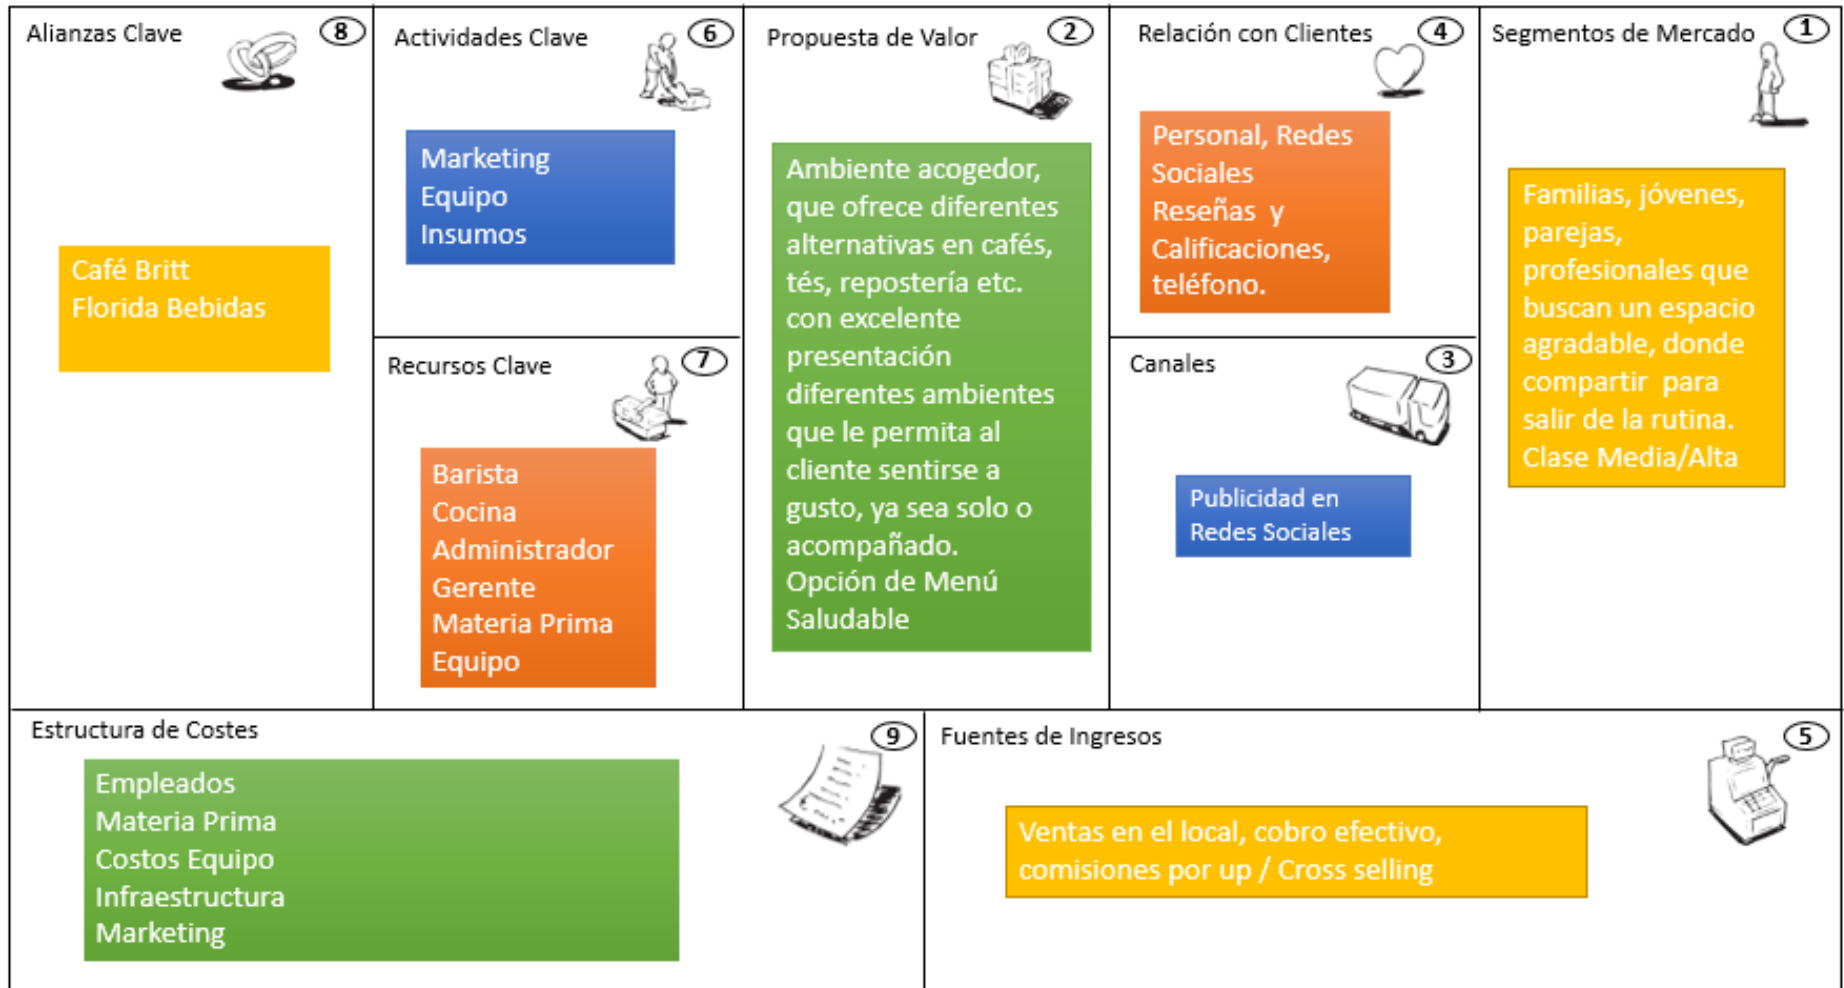 Alianzas Clave
8
Café Britt
Florida Bebidas
Actividades Clave
6
Marketing
Equipo
Insumos
Recursos Clave
7
Barista
Cocina
Administrador
Gerente
Materia Prima
Equipo
Propuesta de Valor
2
Ambiente acogedor,
que ofrece diferentes
alternativas en cafés,
tés, repostería etc.
con excelente
presentación
diferentes ambientes
que le permita al
cliente sentirse a
gusto, ya sea solo o
acompañado.
Opción de Menú
Saludable
Relación con Clientes
4
Personal, Redes
Sociales
Reseñas y
Calificaciones,
teléfono.
Canales
3
Publicidad en
Redes Sociales
Segmentos de Mercado
1
Familias, jóvenes,
parejas,
profesionales que
buscan un espacio
agradable, donde
compartir para
salir de la rutina.
Clase Media/Alta
Estructura de Costes
9
Empleados
Materia Prima
Costos Equipo
Infraestructura
Marketing
Fuentes de Ingresos
5
Ventas en el local, cobro efectivo,
comisiones por up / Cross selling